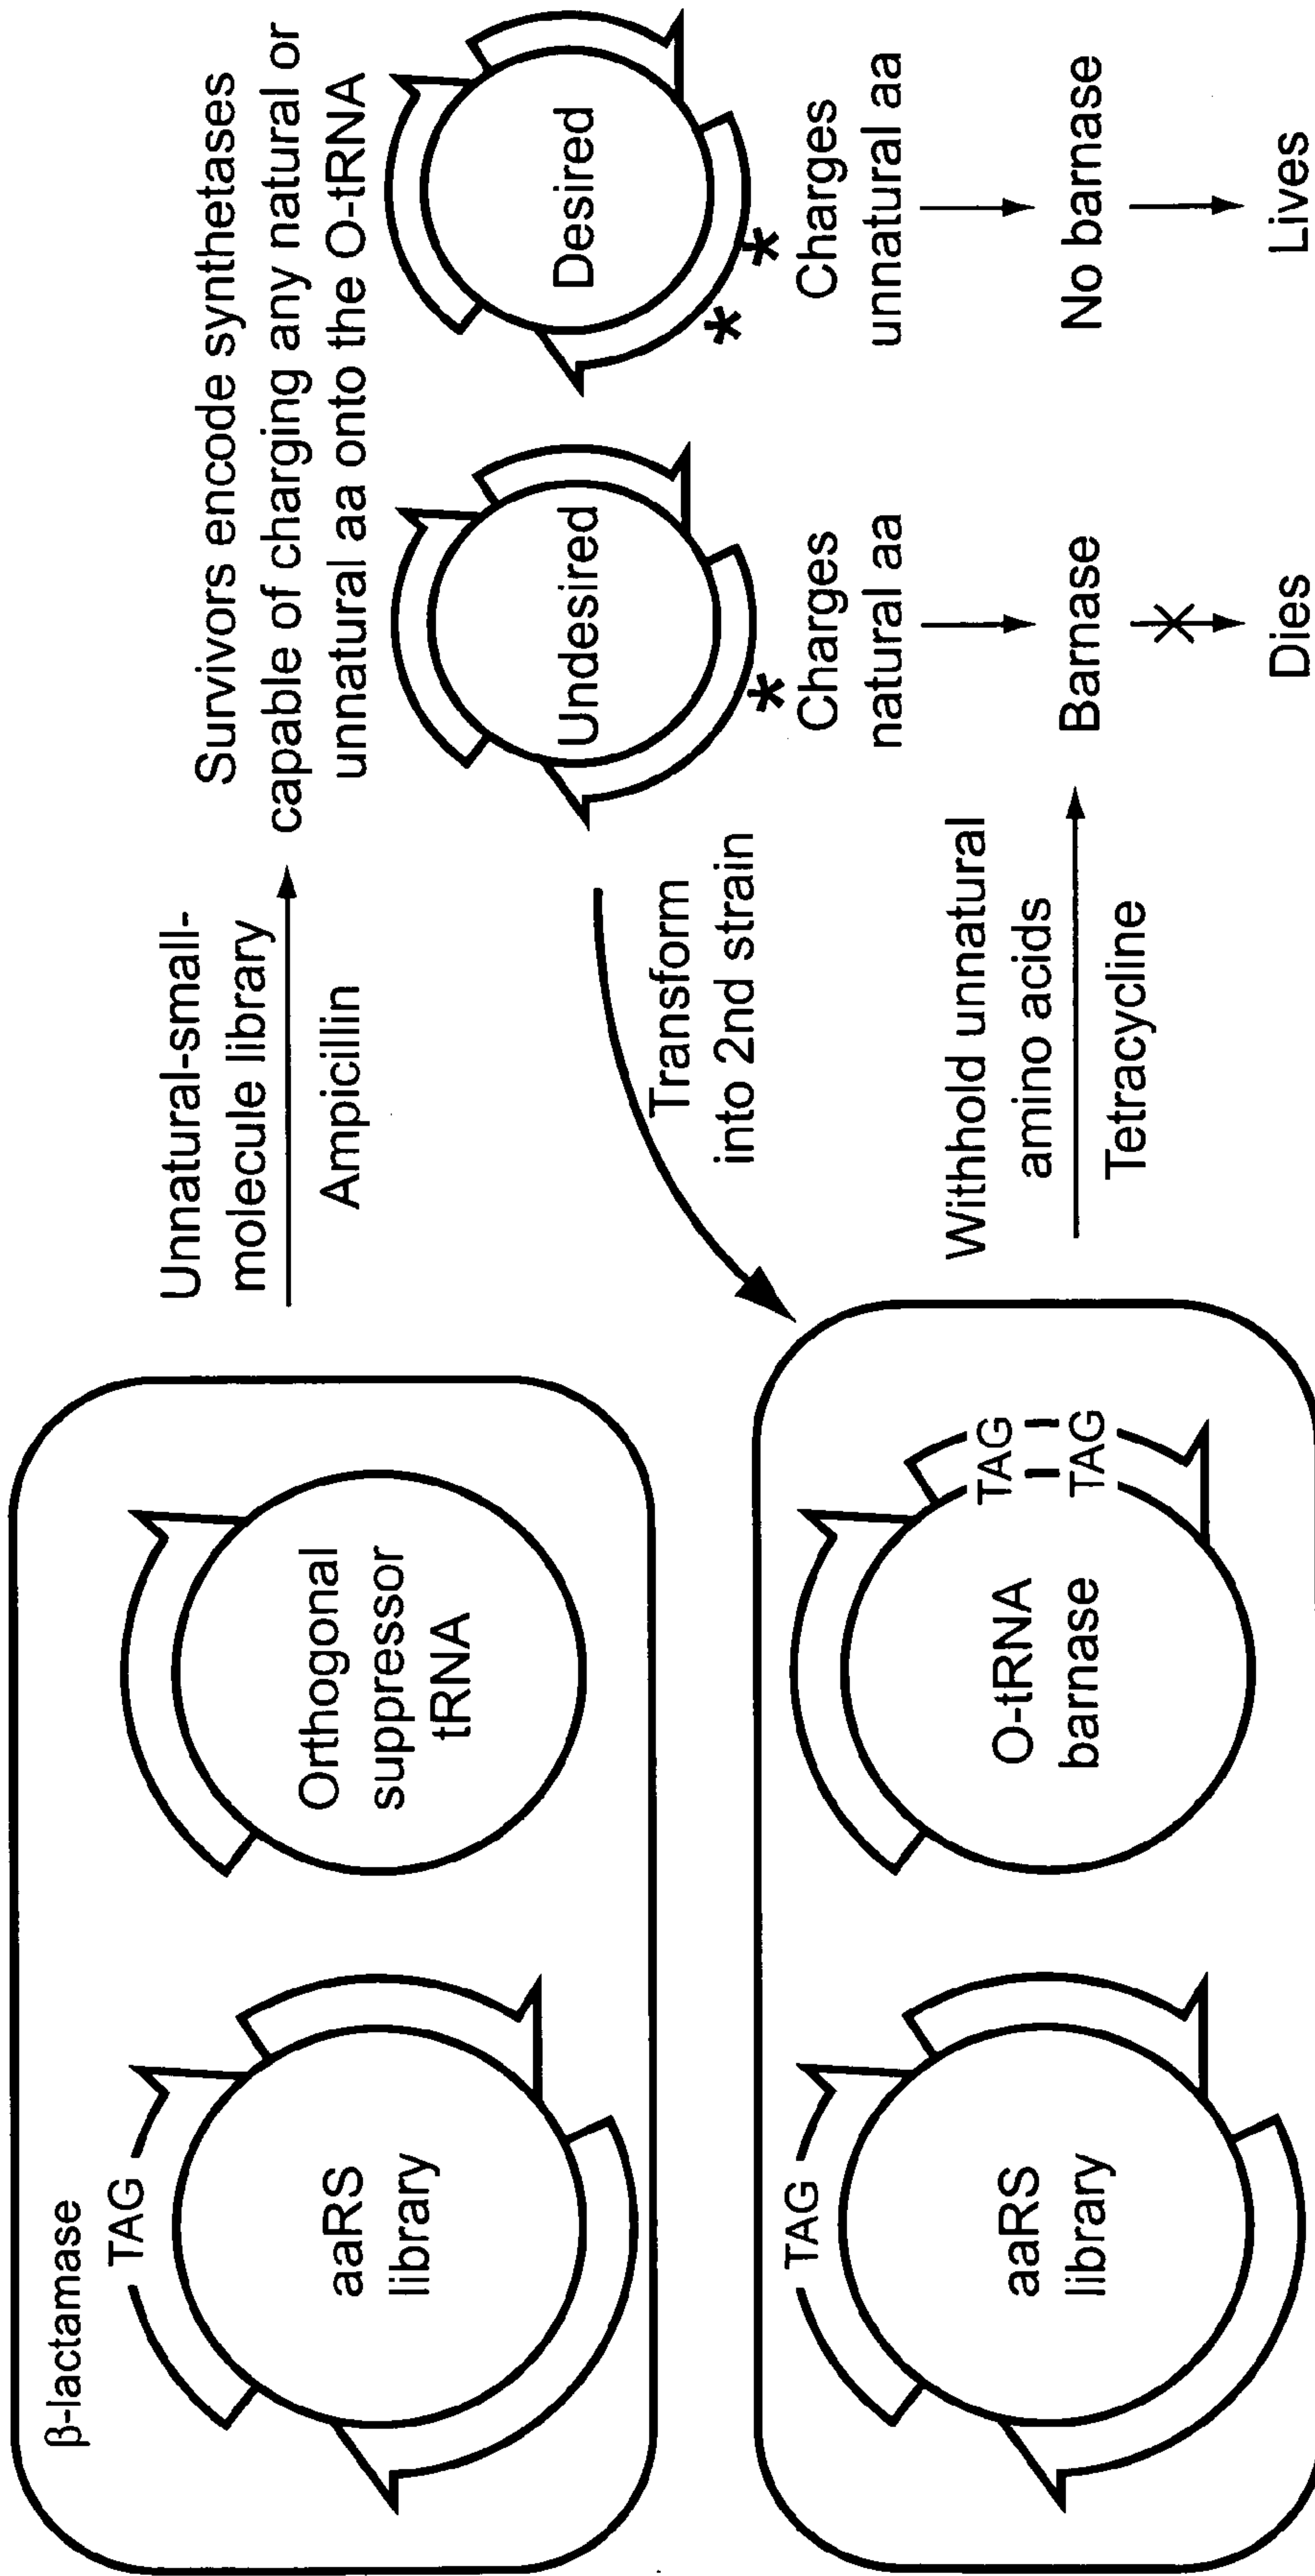 β-lactamase
TAG
aaRS
library
Orthogonal
suppressor
tRNA
Unnatural-small-
molecule library
Ampicillin
Survivors encode synthetases
capable of charging any natural or
unnatural aa onto the O-tRNA
Undesired
Desired
Transform
into 2nd strain
Charges
natural aa
Charges
unnatural aa
TAG
aaRS
library
O-tRNA
barnase
TAG
TAG
Withhold unnatural
amino acids
Tetracycline
Barnase
No barnase
Dies
Lives